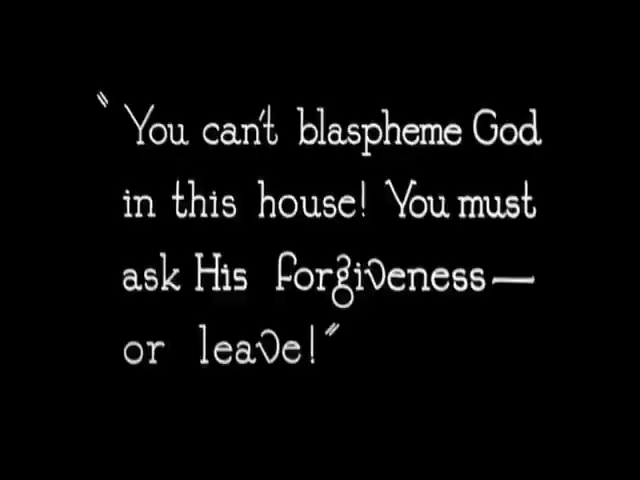 "You can't blaspheme God
in this house! You must
ask His forgiveness—
or leave!"